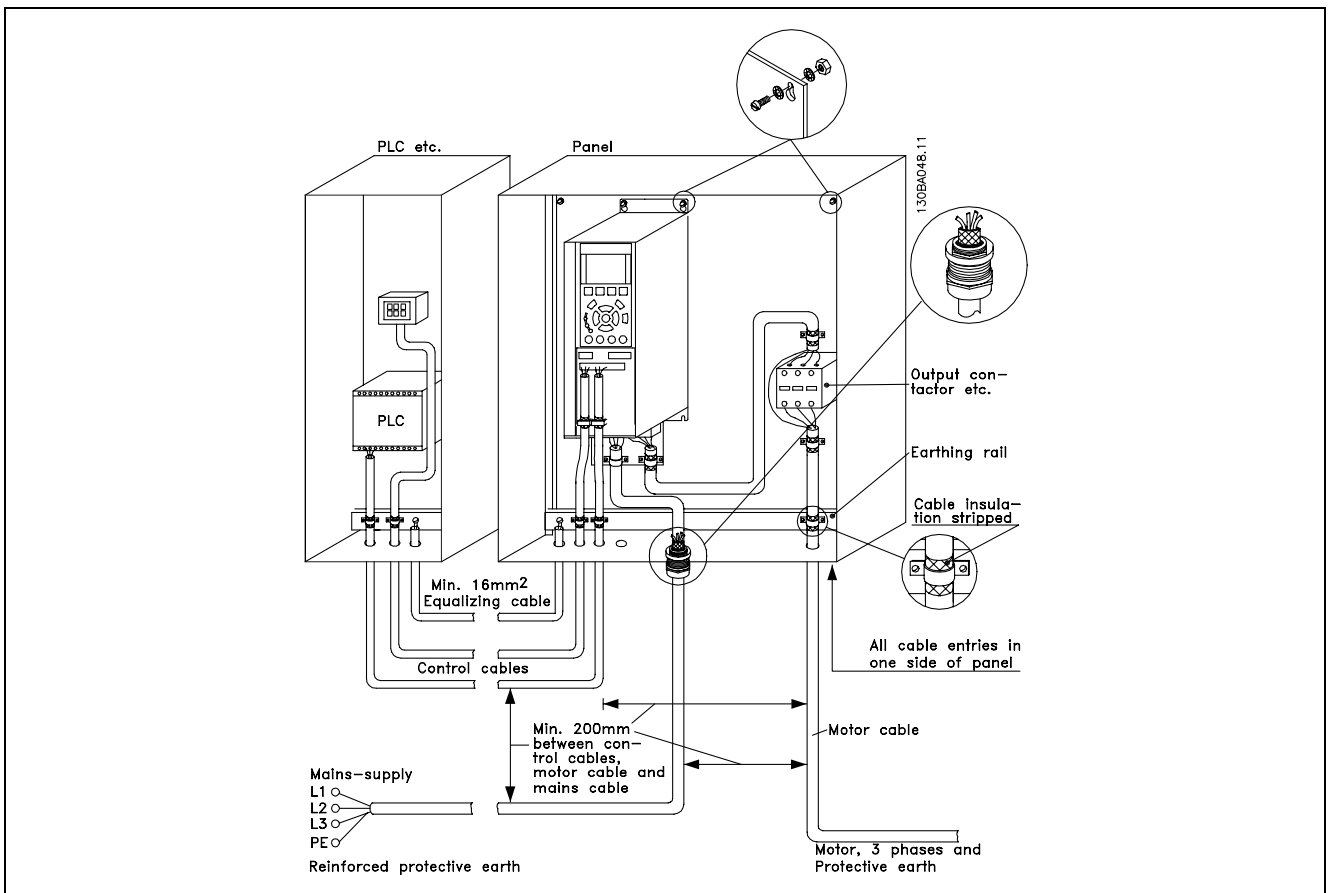 PLC etc.
Panel
130BA048.11
PLC
Output con-
tactor etc.
Earthing rail
Cable insula-
tion stripped
Min. 16mm2
Equalizing cable
Control cables
All cable entries in
one side of panel
Min. 200mm
between con-
trol cables,
motor cable and
mains cable
Motor cable
Mains-supply
L1
L2
L3
PE
Reinforced protective earth
Motor, 3 phases and
Protective earth